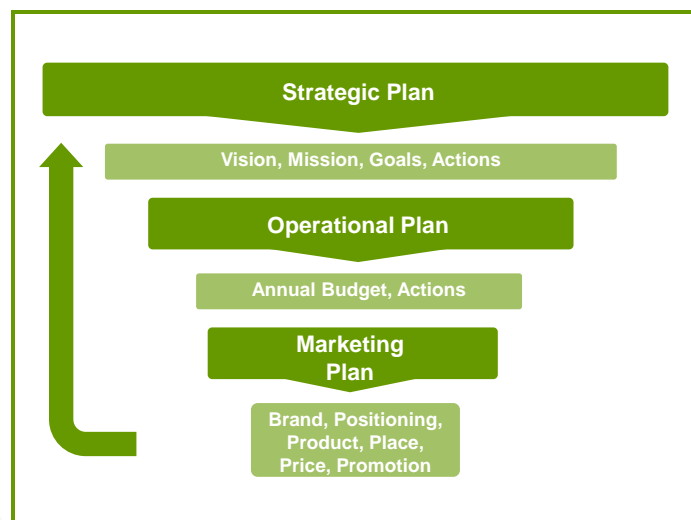 Strategic Plan
Vision, Mission, Goals, Actions
Operational Plan
Annual Budget, Actions
Marketing
Plan
Brand, Positioning,
Product, Place,
Price, Promotion